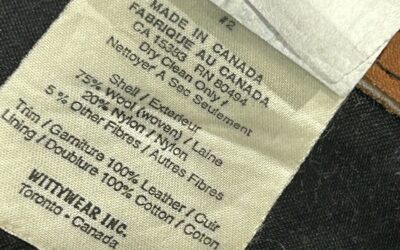 #2
MADE IN CANADA
FABRIQUE AU CANADA
CA 15353 RN 80494
Dry Clean Only /
Nettoyer A Sec Seulement
Shell / Exterieur
75% Wool (woven) / Laine
20% Nylon / Nylon
5 % Other Fibres / Autres Fibres
Trim / Garniture 100% Leather / Cuir
Lining / Doublure 100% Cotton / Coton
WITTYWEAR INC.
Toronto • Canada